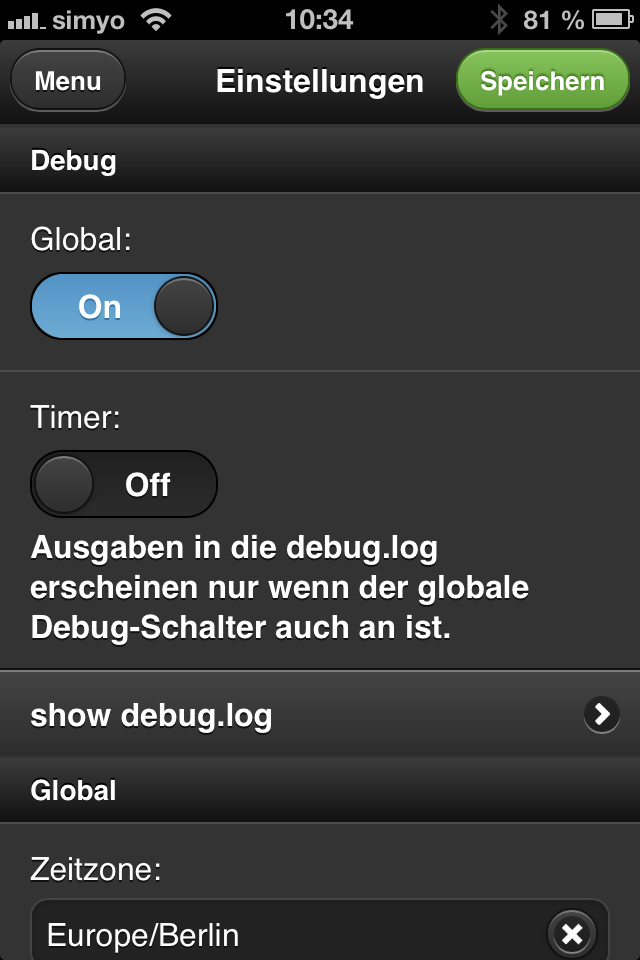 simyo 10:34 81 %
Menu Einstellungen Speichern
Debug
Global:
On
Timer:
Off
Ausgaben in die debug.log
erscheinen nur wenn der globale
Debug-Schalter auch an ist.
show debug.log
Global
Zeitzone:
Europe/Berlin